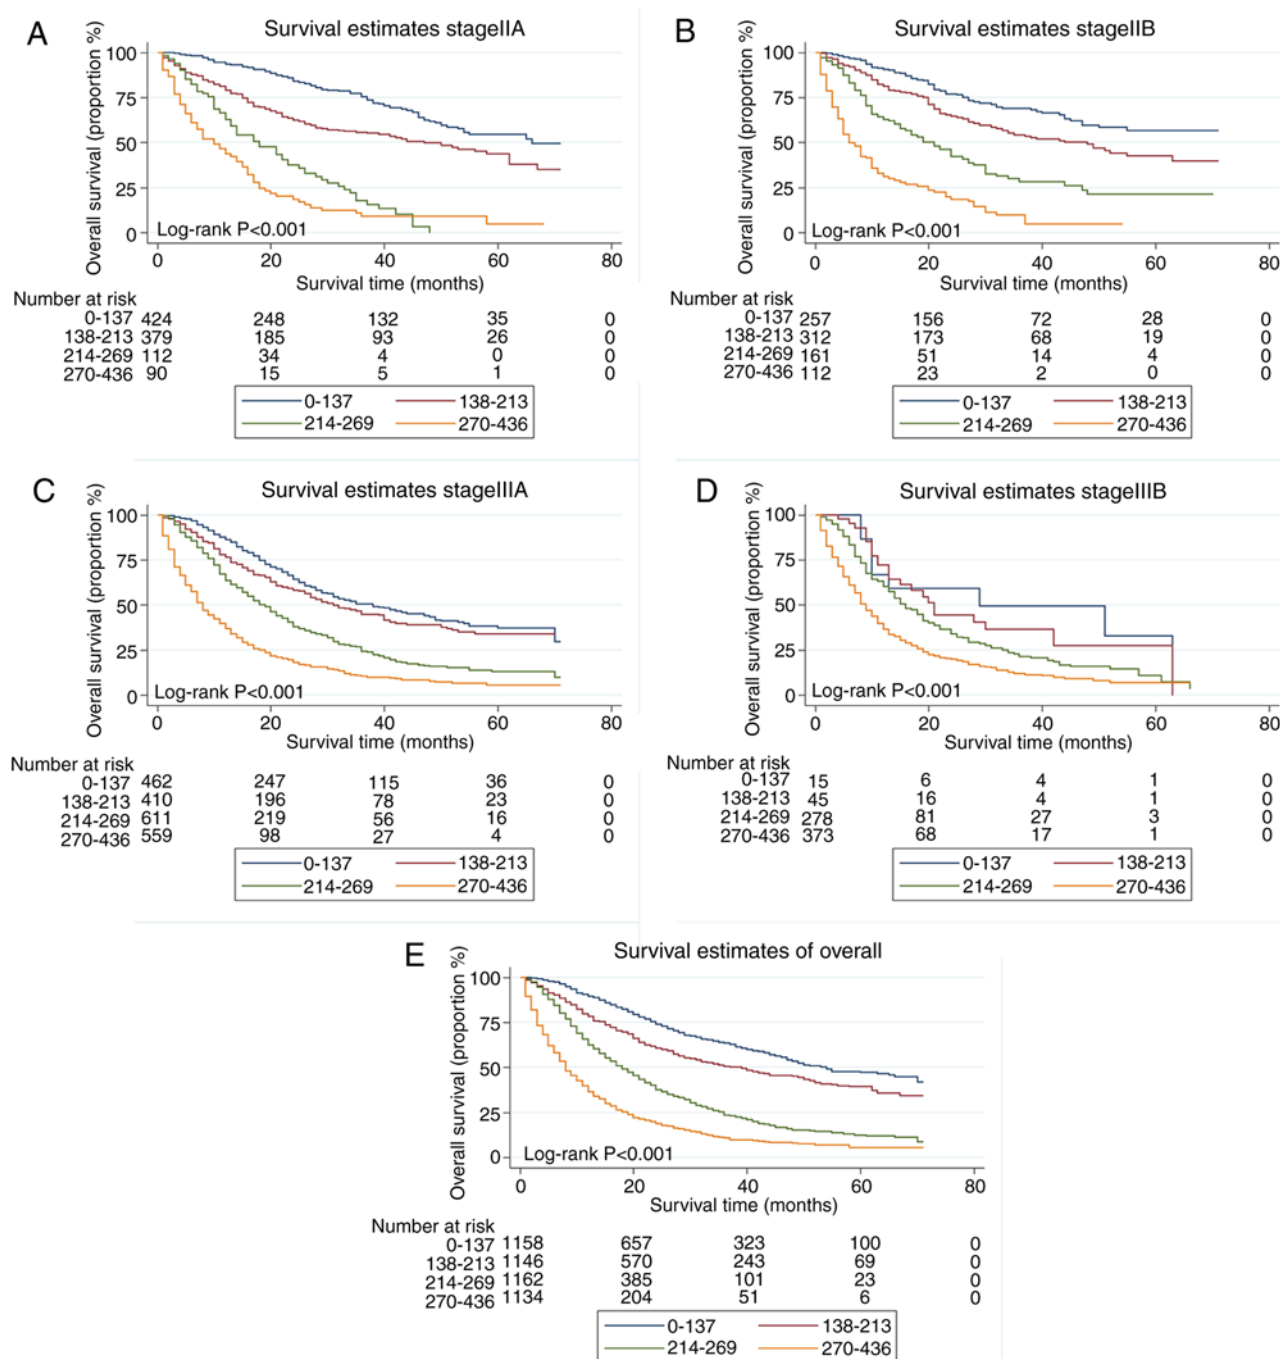 A
Survival estimates stageIIA
Overall survival (proportion %)
100
75
50
25
0
Log-rank P<0.001
0 20 40 60 80
Survival time (months)
Number at risk
0-137 424 248 132 35 0
138-213 379 185 93 26 0
214-269 112 34 4 0 0
270-436 90 15 5 1 0
0-137 138-213
214-269 270-436
B
Survival estimates stageIIB
Overall survival (proportion %)
100
75
50
25
0
Log-rank P<0.001
0 20 40 60 80
Survival time (months)
Number at risk
0-137 257 156 72 28 0
138-213 312 173 68 19 0
214-269 161 51 14 4 0
270-436 112 23 2 0 0
0-137 138-213
214-269 270-436
C
Survival estimates stageIIIA
Overall survival (proportion %)
100
75
50
25
0
Log-rank P<0.001
0 20 40 60 80
Survival time (months)
Number at risk
0-137 462 247 115 36 0
138-213 410 196 78 23 0
214-269 611 219 56 16 0
270-436 559 98 27 4 0
0-137 138-213
214-269 270-436
D
Survival estimates stageIIIB
Overall survival (proportion %)
100
75
50
25
0
Log-rank P<0.001
0 20 40 60 80
Survival time (months)
Number at risk
0-137 15 6 4 1 0
138-213 45 16 4 1 0
214-269 278 81 27 3 0
270-436 373 68 17 1 0
0-137 138-213
214-269 270-436
E
Survival estimates of overall
Overall survival (proportion %)
100
75
50
25
0
Log-rank P<0.001
0 20 40 60 80
Survival time (months)
Number at risk
0-137 1158 657 323 100 0
138-213 1146 570 243 69 0
214-269 1162 385 101 23 0
270-436 1134 204 51 6 0
0-137 138-213
214-269 270-436